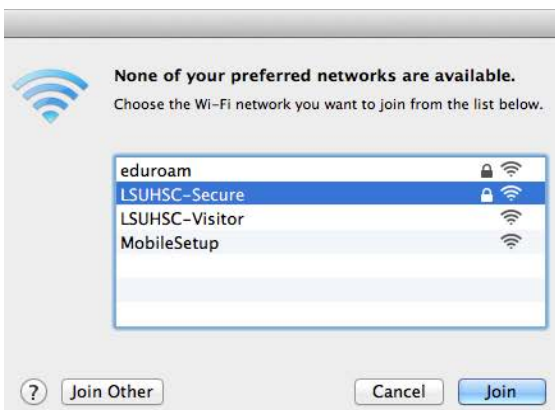 None of your preferred networks are available.
Choose the Wi-Fi network you want to join from the list below.
eduroam
LSUHSC-Secure
LSUHSC-Visitor
MobileSetup
? Join Other Cancel Join